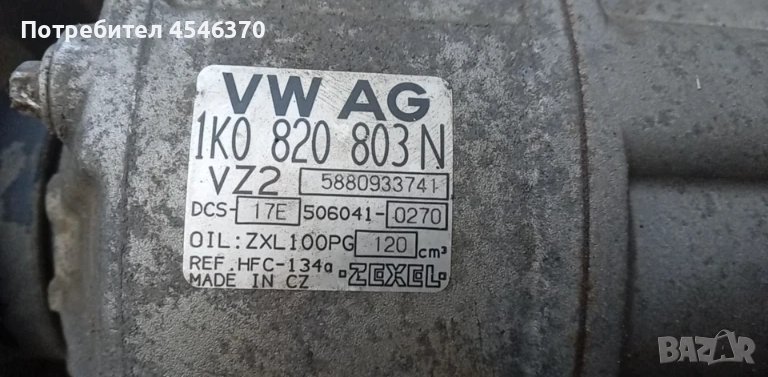 Потребител 4546370
VW AG
1K0 820 803 N
VZ2 5880933741
DCS- 17E 506041- 0270
OIL: ZXL100PG 120 cm³
REF. HFC-134a ZEXEL
MADE IN CZ
BAZAR